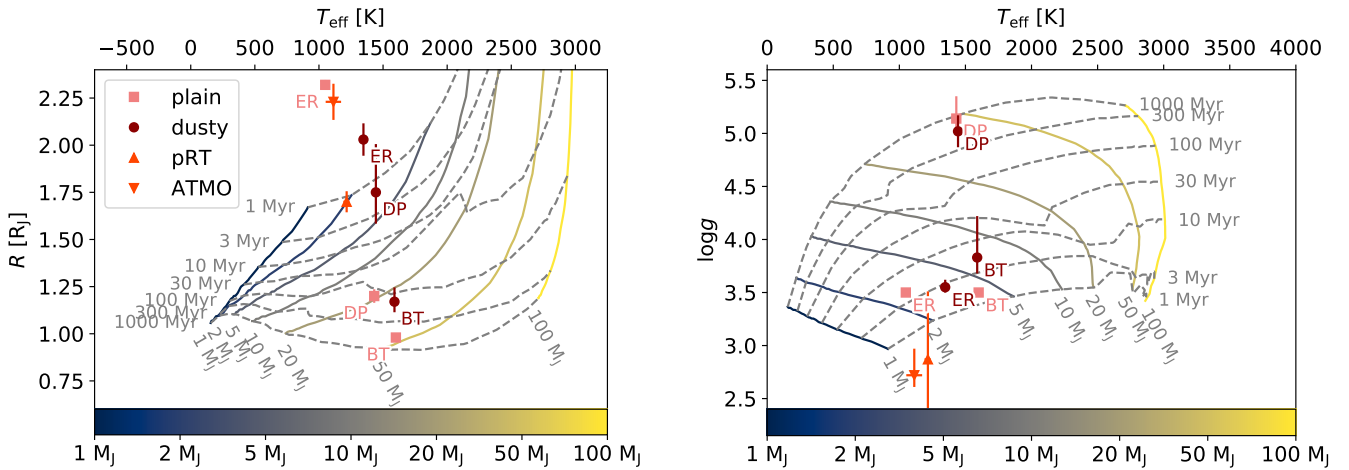 T_eff [K]
−500 0 500 1000 1500 2000 2500 3000
R [R_J]
2.25
2.00
1.75
1.50
1.25
1.00
0.75
plain
dusty
pRT
ATMO
ER
ER
DP
DP
BT
BT
1 Myr
3 Myr
10 Myr
30 Myr
100 Myr
300 Myr
1000 Myr
1 M_J
2 M_J
5 M_J
10 M_J
20 M_J
50 M_J
100 M_J
1 M_J 2 M_J 5 M_J 10 M_J 20 M_J 50 M_J 100 M_J
T_eff [K]
0 500 1000 1500 2000 2500 3000 3500 4000
logg
5.5
5.0
4.5
4.0
3.5
3.0
2.5
1000 Myr
300 Myr
100 Myr
30 Myr
10 Myr
3 Myr
1 Myr
DP
DP
BT
ER
ER
BT
1 M_J
2 M_J
5 M_J
10 M_J
20 M_J
50 M_J
100 M_J
1 M_J 2 M_J 5 M_J 10 M_J 20 M_J 50 M_J 100 M_J